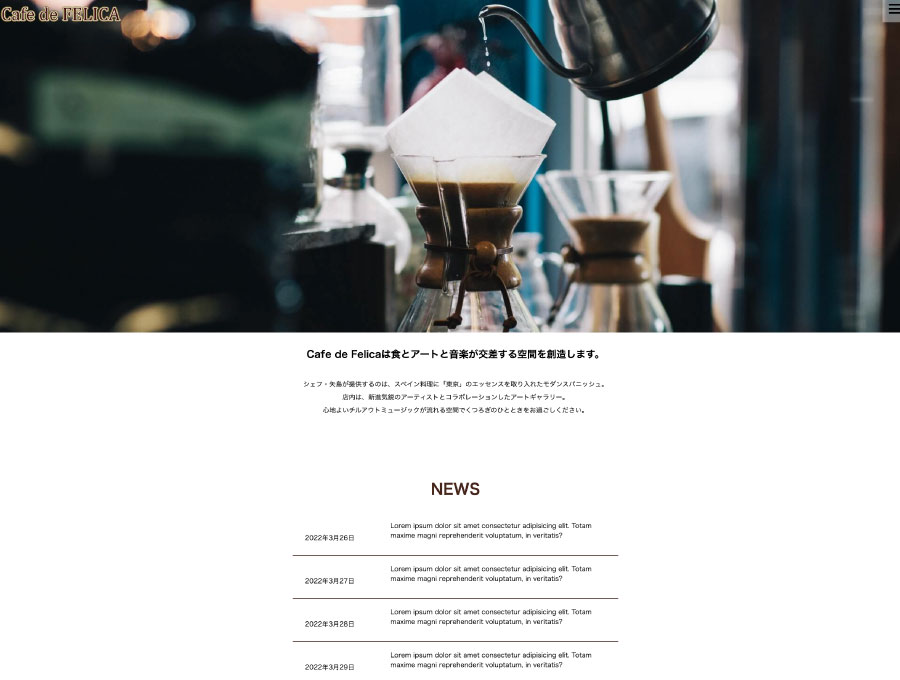 Cafe de FELICA
Cafe de Felicaは食とアートと音楽が交差する空間を創造します。
シェフ・矢島が提供するのは、スペイン料理に「東京」のエッセンスを取り入れたモダンスパニッシュ。
店内は、新進気鋭のアーティストとコラボレーションしたアートギャラリー。
心地よいチルアウトミュージックが流れる空間でくつろぎのひとときをお過ごしください。
NEWS
2022年3月26日
Lorem ipsum dolor sit amet consectetur adipisicing elit. Totam
maxime magni reprehenderit voluptatum, in veritatis?
2022年3月27日
Lorem ipsum dolor sit amet consectetur adipisicing elit. Totam
maxime magni reprehenderit voluptatum, in veritatis?
2022年3月28日
Lorem ipsum dolor sit amet consectetur adipisicing elit. Totam
maxime magni reprehenderit voluptatum, in veritatis?
2022年3月29日
Lorem ipsum dolor sit amet consectetur adipisicing elit. Totam
maxime magni reprehenderit voluptatum, in veritatis?